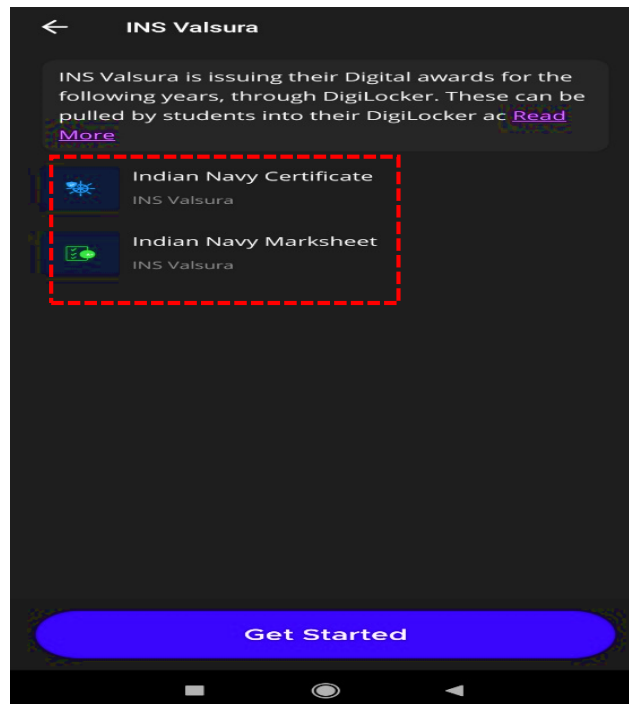 INS Valsura
INS Valsura is issuing their Digital awards for the
following years, through DigiLocker. These can be
pulled by students into their DigiLocker ac Read
More
Indian Navy Certificate
INS Valsura
Indian Navy Marksheet
INS Valsura
Get Started